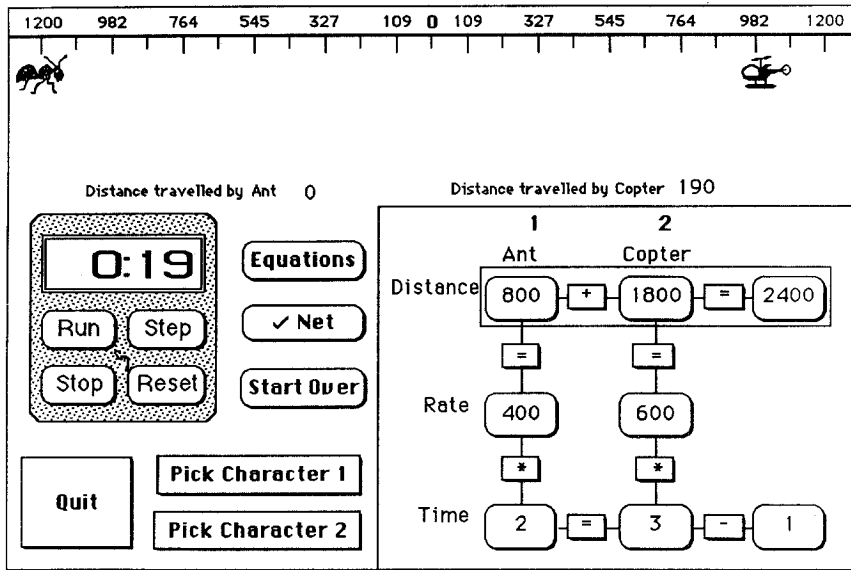 1200 982 764 545 327 109 0 109 327 545 764 982 1200
Distance travelled by Ant 0
Distance travelled by Copter 190
0:19
Run Step
Stop Reset
Equations
✓ Net
Start Over
Quit
Pick Character 1
Pick Character 2
1 2
Ant Copter
Distance 800 + 1800 = 2400
= =
Rate 400 600
* *
Time 2 = 3 - 1